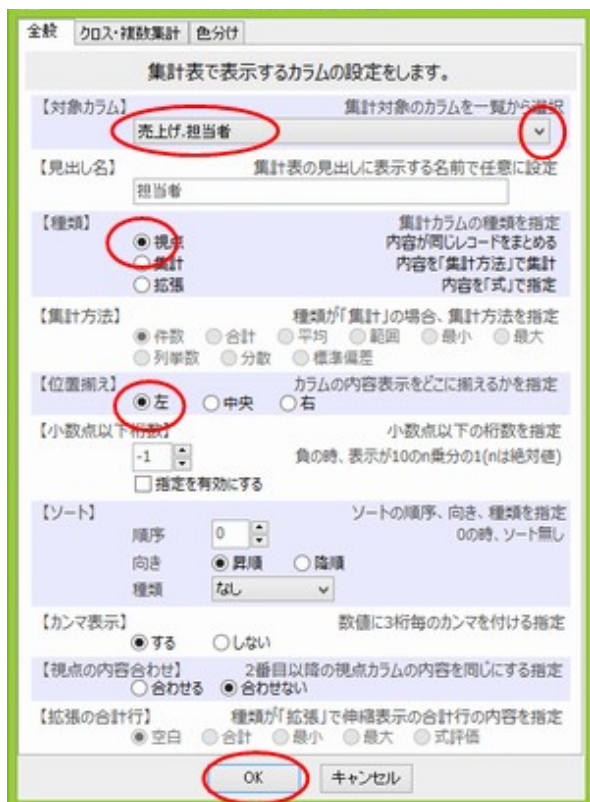 全般 クロス・複数集計 色分け
集計表で表示するカラムの設定をします。
【対象カラム】 集計対象のカラムを一覧から選択
売上げ.担当者
【見出し名】 集計表の見出しに表示する名前で任意に設定
担当者
【種類】 集計カラムの種類を指定
視点 内容が同じレコードをまとめる
集計 内容を「集計方法」で集計
拡張 内容を「式」で指定
【集計方法】 種類が「集計」の場合、集計方法を指定
件数 合計 平均 範囲 最小 最大
列挙数 分散 標準偏差
【位置揃え】 カラムの内容表示をどこに揃えるかを指定
左 中央 右
【小数点以下桁数】 小数点以下の桁数を指定
-1 負の時、表示が10のn乗分の1(nは絶対値)
指定を有効にする
【ソート】 ソートの順序、向き、種類を指定
順序 0 0の時、ソート無し
向き 昇順 降順
種類 なし
【カンマ表示】 数値に3桁毎のカンマを付ける指定
する しない
【視点の内容合わせ】 2番目以降の視点カラムの内容を同じにする指定
合わせる 合わせない
【拡張の合計行】 種類が「拡張」で伸縮表示の合計行の内容を指定
空白 合計 最小 最大 式評価
OK キャンセル